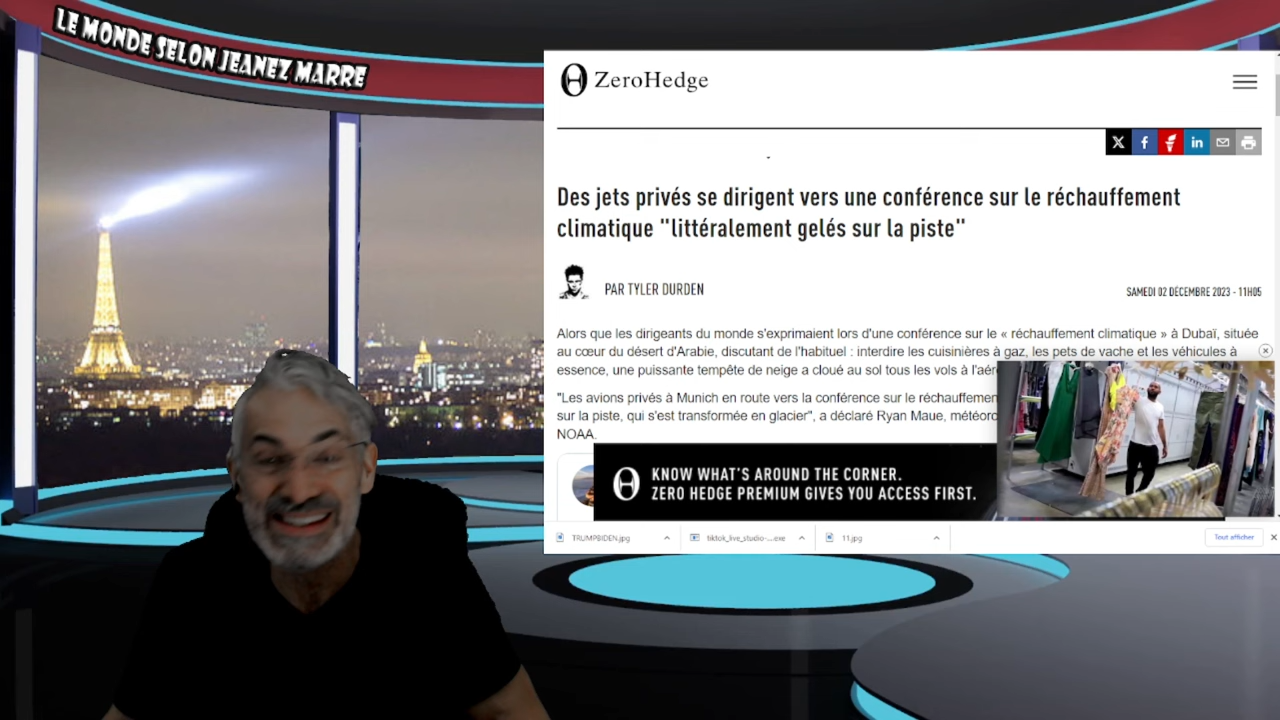 LE MONDE SELON JEANEZ MARRE
ZeroHedge
Des jets privés se dirigent vers une conférence sur le réchauffement
climatique "littéralement gelés sur la piste"
PAR TYLER DURDEN
SAMEDI 02 DÉCEMBRE 2023 - 11H05
Alors que les dirigeants du monde s'exprimaient lors d'une conférence sur le « réchauffement climatique » à Dubaï, située
au cœur du désert d'Arabie, discutant de l'habituel : interdire les cuisinières à gaz, les pets de vache et les véhicules à
essence, une puissante tempête de neige a cloué au sol tous les vols à l'aér
"Les avions privés à Munich en route vers la conférence sur le réchauffemen
sur la piste, qui s'est transformée en glacier", a déclaré Ryan Maue, météoro
NOAA.
KNOW WHAT'S AROUND THE CORNER.
ZERO HEDGE PREMIUM GIVES YOU ACCESS FIRST.
TRUMPBIDEN.jpg
tiktok_live_studio-....exe
11.jpg
Tout afficher